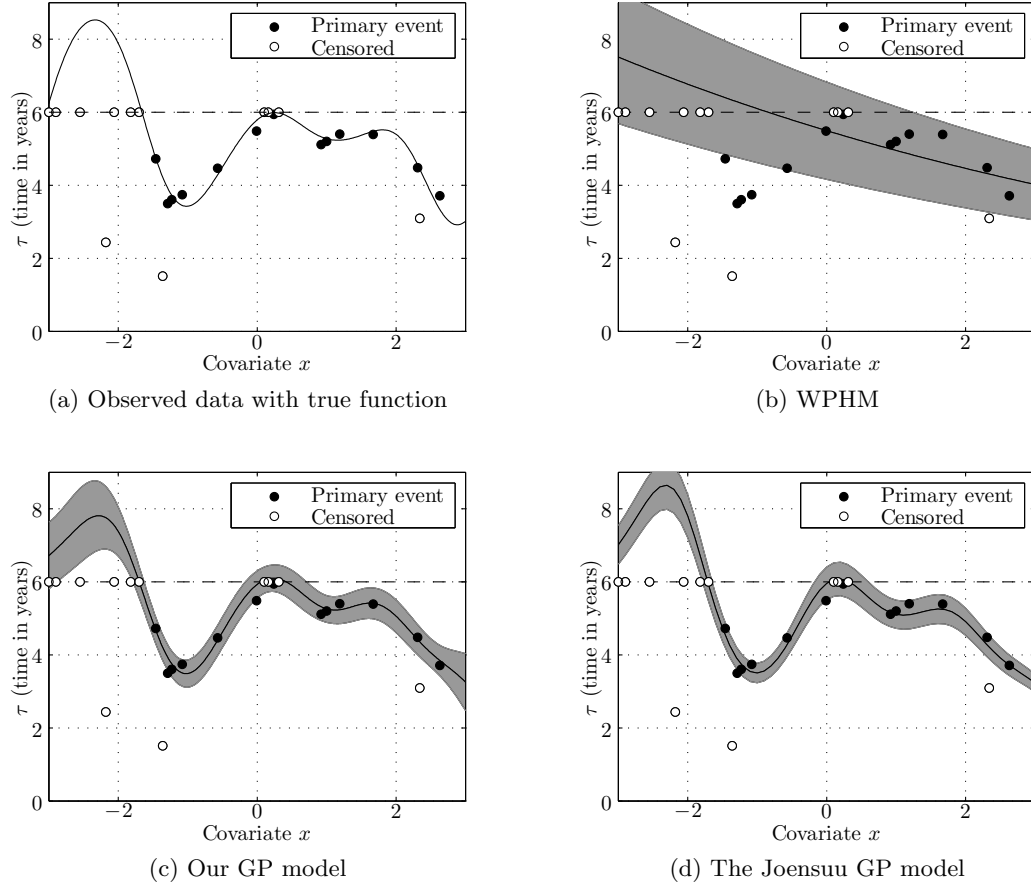 8
6
4
2
0
τ (time in years)
Primary event
Censored
−2
0
2
Covariate x
(a) Observed data with true function
8
6
4
2
0
τ (time in years)
Primary event
Censored
−2
0
2
Covariate x
(b) WPHM
8
6
4
2
0
τ (time in years)
Primary event
Censored
−2
0
2
Covariate x
(c) Our GP model
8
6
4
2
0
τ (time in years)
Primary event
Censored
−2
0
2
Covariate x
(d) The Joensuu GP model